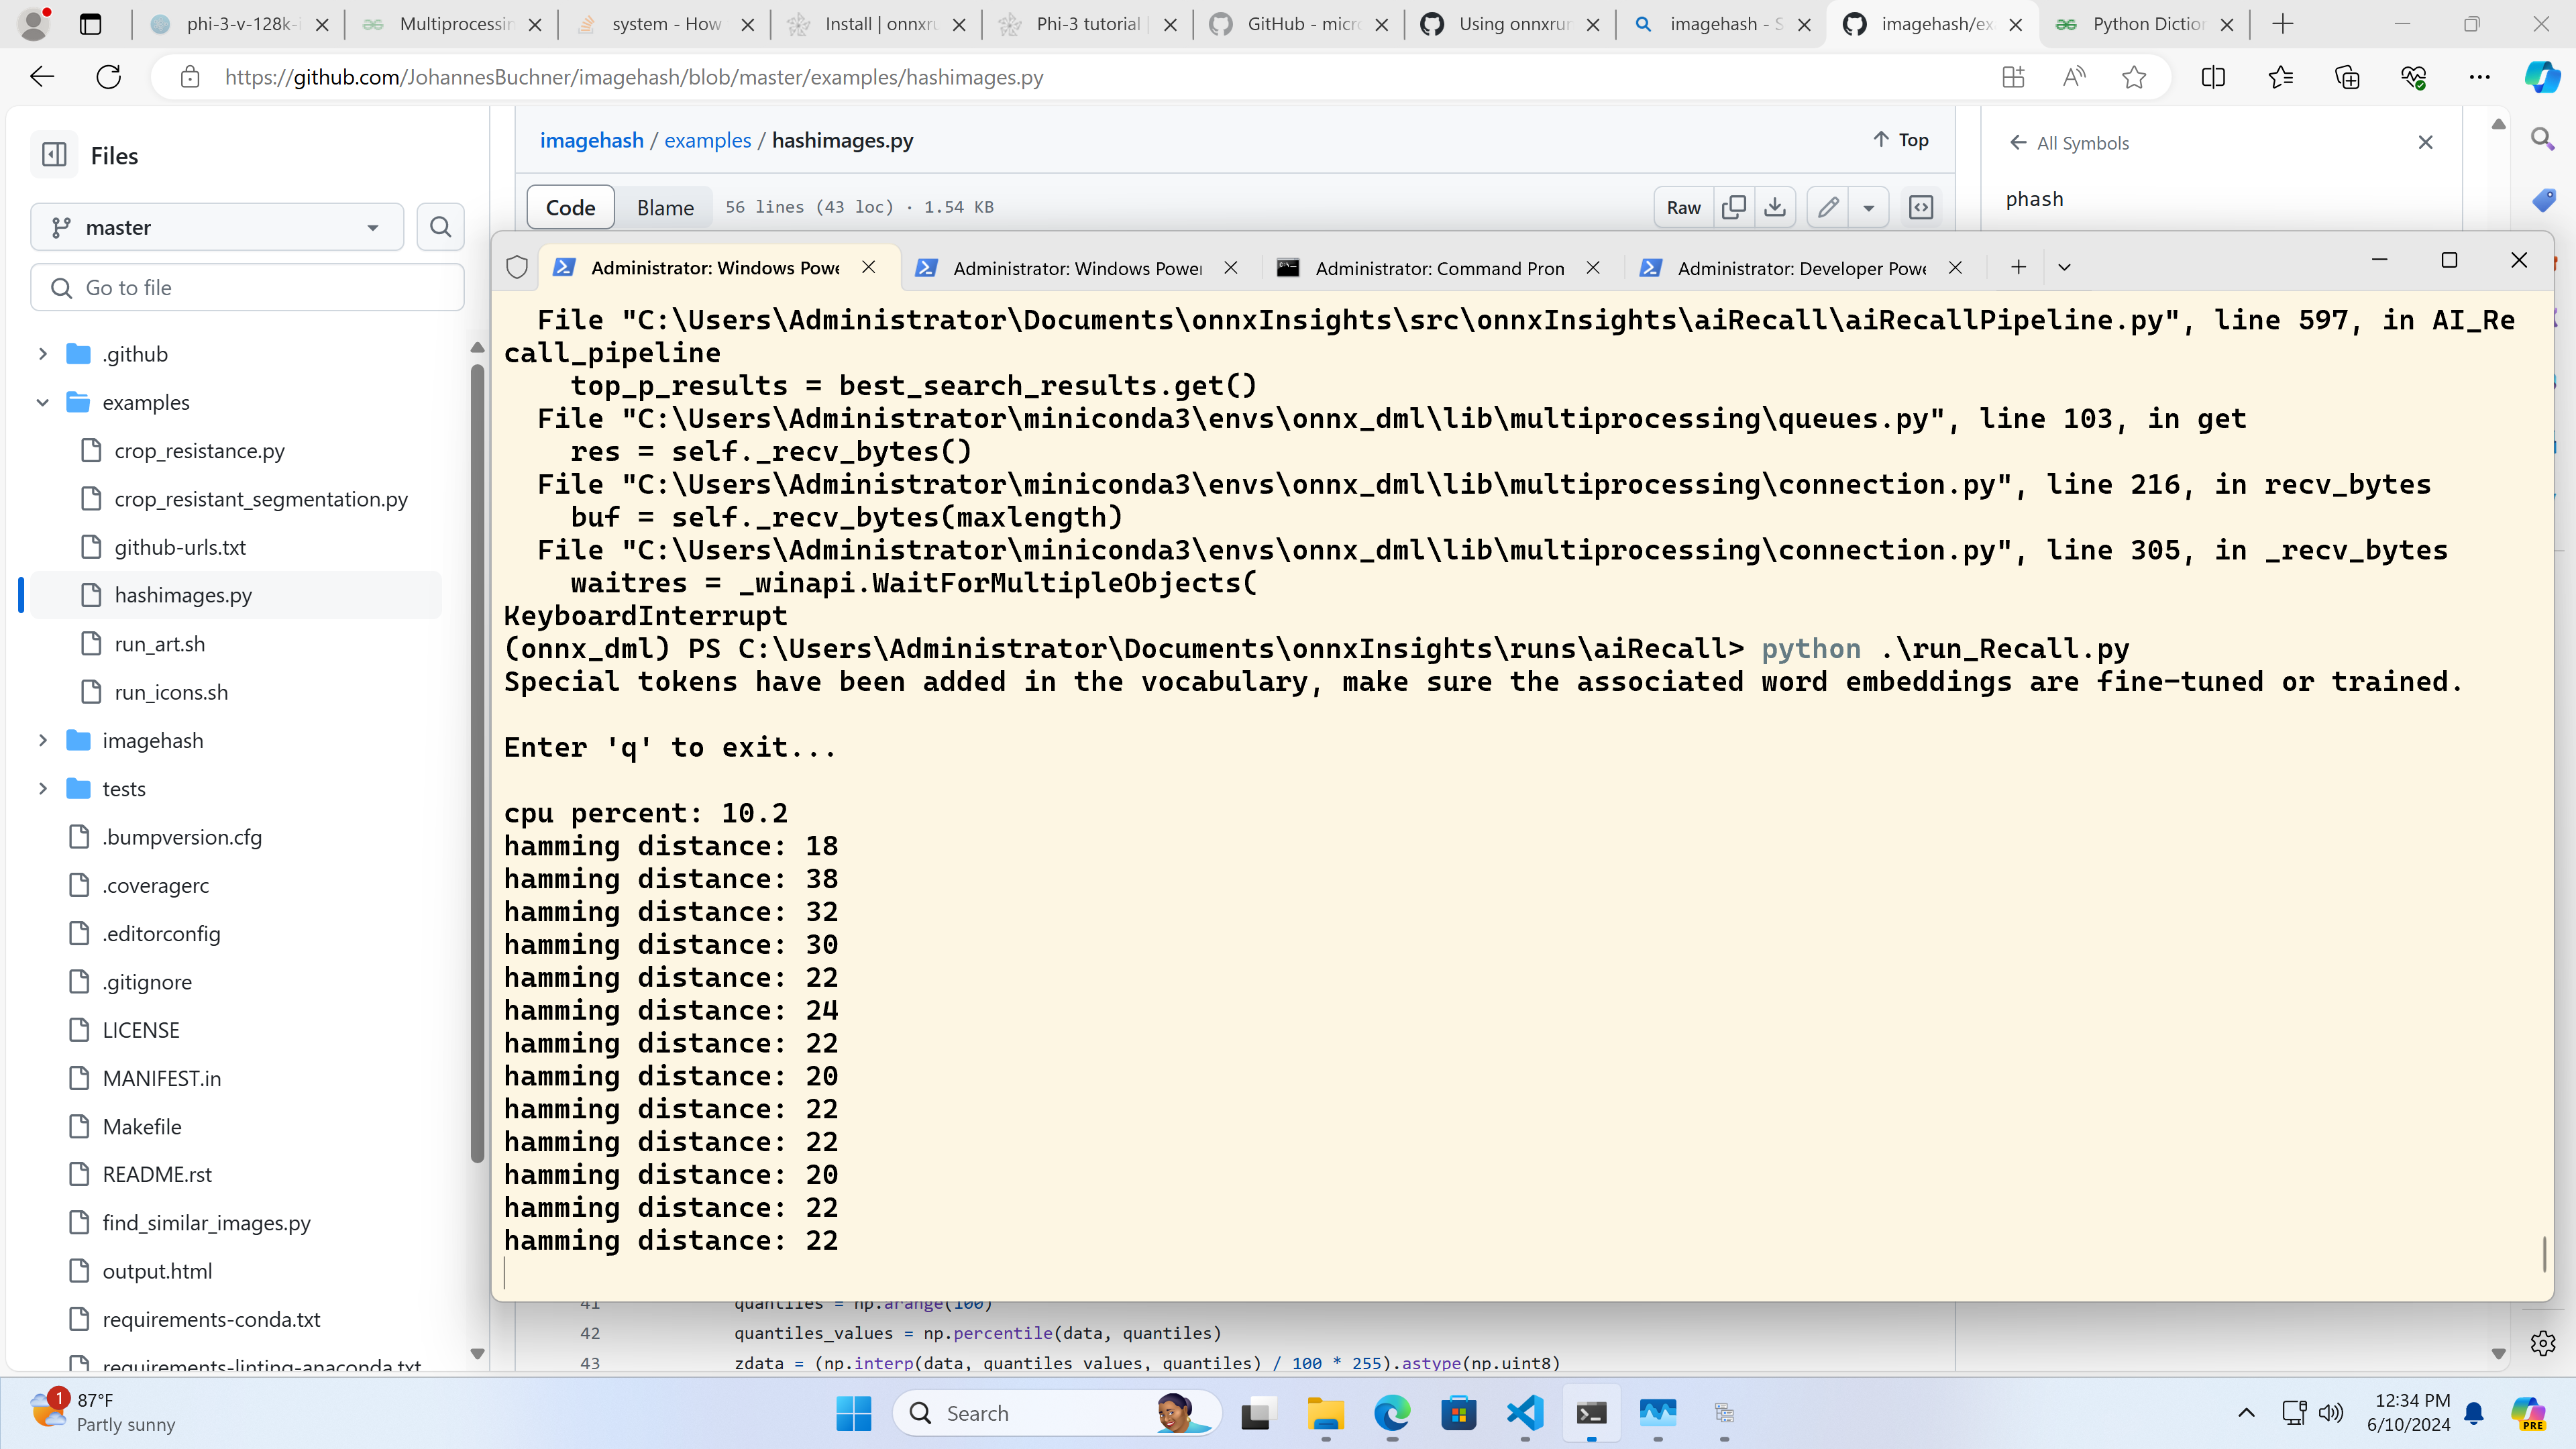 phi-3-v-128k-i
Multiprocessin
system - How
Install | onnxru
Phi-3 tutorial |
GitHub - micro
Using onnxrun
imagehash - S
imagehash/exa
Python Diction
https://github.com/JohannesBuchner/imagehash/blob/master/examples/hashimages.py
Files
master
Go to file
.github
examples
crop_resistance.py
crop_resistant_segmentation.py
github-urls.txt
hashimages.py
run_art.sh
run_icons.sh
imagehash
tests
.bumpversion.cfg
.coveragerc
.editorconfig
.gitignore
LICENSE
MANIFEST.in
Makefile
README.rst
find_similar_images.py
output.html
requirements-conda.txt
requirements-linting-anaconda.txt
imagehash / examples / hashimages.py
Top
Code Blame 56 lines (43 loc) · 1.54 KB
Raw
All Symbols
phash
Administrator: Windows Powe
Administrator: Windows Power
Administrator: Command Prom
Administrator: Developer Powe
File "C:\Users\Administrator\Documents\onnxInsights\src\onnxInsights\aiRecall\aiRecallPipeline.py", line 597, in AI_Re
call_pipeline
top_p_results = best_search_results.get()
File "C:\Users\Administrator\miniconda3\envs\onnx_dml\lib\multiprocessing\queues.py", line 103, in get
res = self._recv_bytes()
File "C:\Users\Administrator\miniconda3\envs\onnx_dml\lib\multiprocessing\connection.py", line 216, in recv_bytes
buf = self._recv_bytes(maxlength)
File "C:\Users\Administrator\miniconda3\envs\onnx_dml\lib\multiprocessing\connection.py", line 305, in _recv_bytes
waitres = _winapi.WaitForMultipleObjects(
KeyboardInterrupt
(onnx_dml) PS C:\Users\Administrator\Documents\onnxInsights\runs\aiRecall> python .\run_Recall.py
Special tokens have been added in the vocabulary, make sure the associated word embeddings are fine-tuned or trained.
Enter 'q' to exit...
cpu percent: 10.2
hamming distance: 18
hamming distance: 38
hamming distance: 32
hamming distance: 30
hamming distance: 22
hamming distance: 24
hamming distance: 22
hamming distance: 20
hamming distance: 22
hamming distance: 22
hamming distance: 20
hamming distance: 22
hamming distance: 22
41 quantiles = np.arange(100)
42 quantiles_values = np.percentile(data, quantiles)
43 zdata = (np.interp(data, quantiles_values, quantiles) / 100 * 255).astype(np.uint8)
1
87°F
Partly sunny
Search
12:34 PM
6/10/2024
PRE